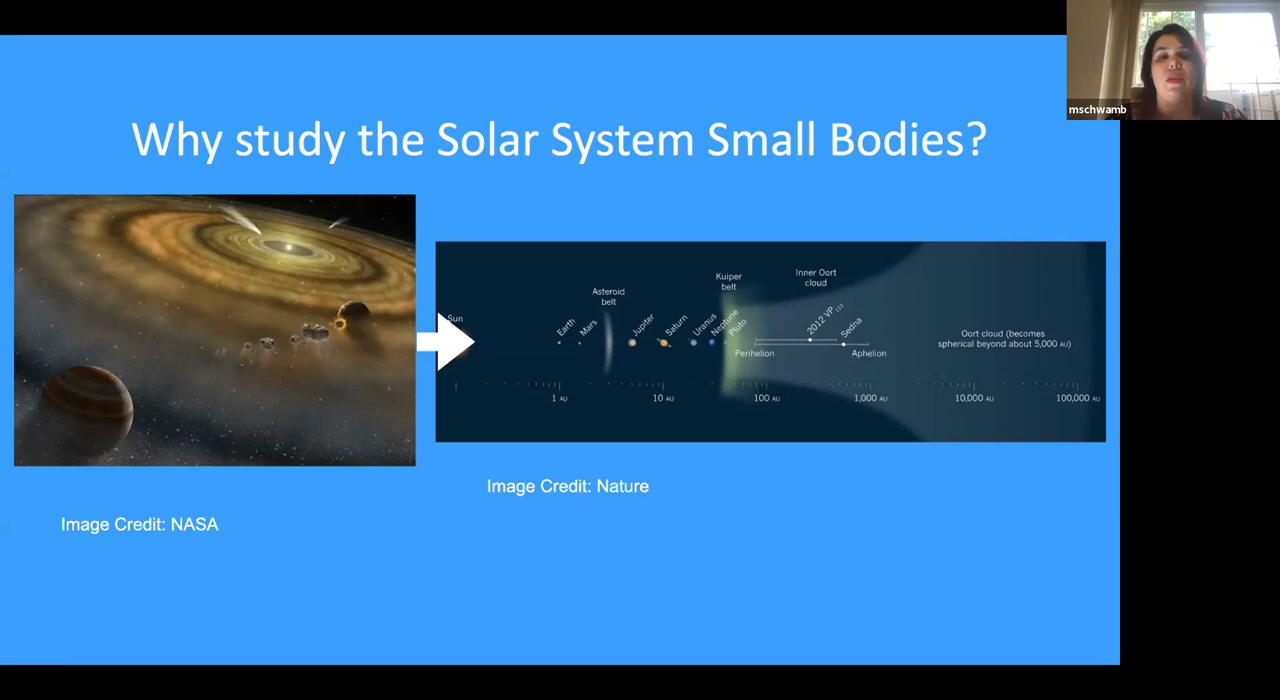 mschwamb
Why study the Solar System Small Bodies?
Sun
Earth
Mars
Asteroid
belt
Jupiter
Saturn
Uranus
Neptune
Pluto
Kuiper
belt
Inner Oort
cloud
2012 VP113
Sedna
Perihelion
Aphelion
Oort cloud (becomes
spherical beyond about 5,000 AU)
1 AU
10 AU
100 AU
1,000 AU
10,000 AU
100,000 AU
Image Credit: Nature
Image Credit: NASA